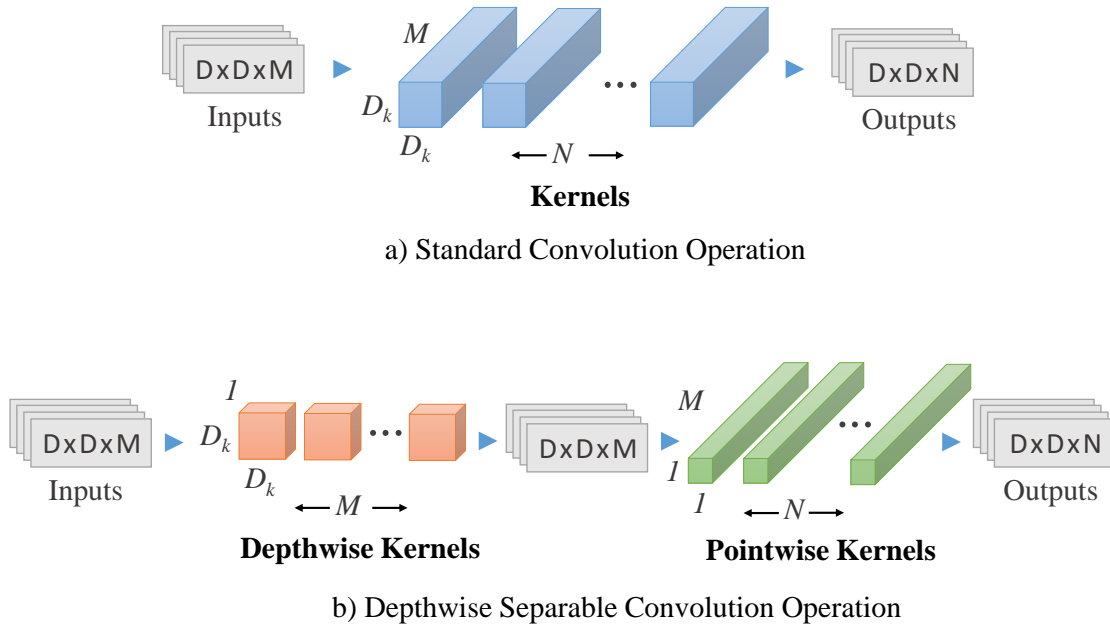 M
DxDxM
DxDxN
Inputs
Outputs
D_k
D_k
...
N
Kernels
a) Standard Convolution Operation
1
M
DxDxM
D_k
...
DxDxM
...
DxDxN
Inputs
D_k
1
1
Outputs
M
N
Depthwise Kernels
Pointwise Kernels
b) Depthwise Separable Convolution Operation